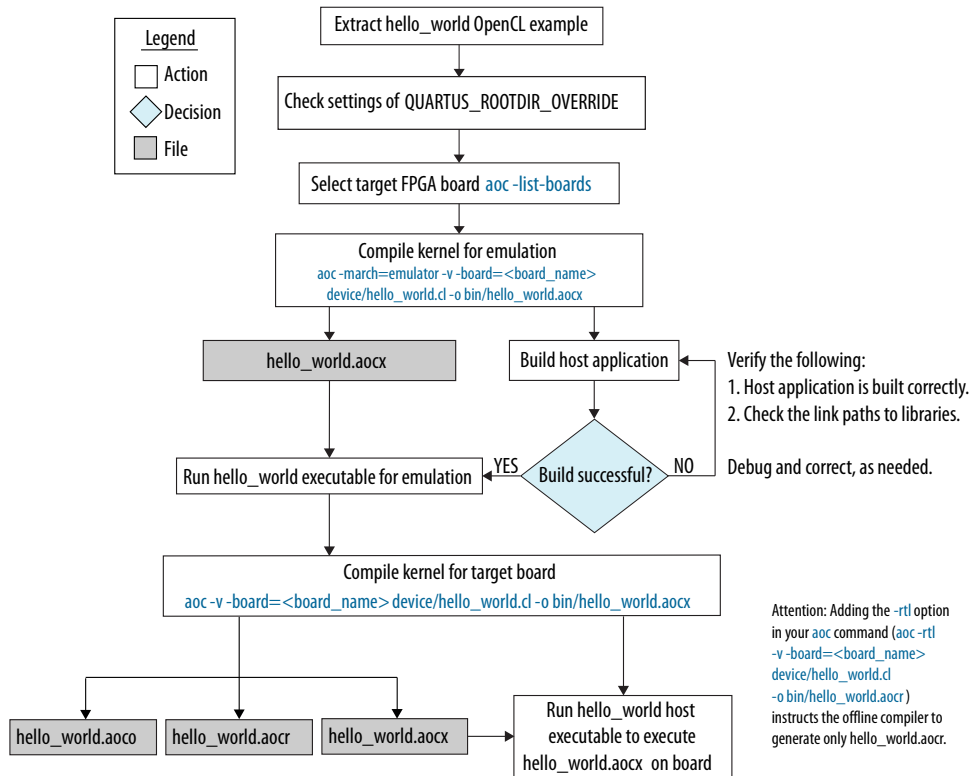 Legend
Action
Decision
File
Extract hello_world OpenCL example
Check settings of QUARTUS_ROOTDIR_OVERRIDE
Select target FPGA board aoc -list-boards
Compile kernel for emulation
aoc -march=emulator -v -board=<board_name>
device/hello_world.cl -o bin/hello_world.aocx
hello_world.aocx
Build host application
Verify the following:
1. Host application is built correctly.
2. Check the link paths to libraries.
Debug and correct, as needed.
Run hello_world executable for emulation
YES
Build successful?
NO
Compile kernel for target board
aoc -v -board=<board_name> device/hello_world.cl -o bin/hello_world.aocx
hello_world.aoco
hello_world.aocr
hello_world.aocx
Run hello_world host
executable to execute
hello_world.aocx on board
Attention: Adding the -rtl option
in your aoc command (aoc -rtl
-v -board=<board_name>
device/hello_world.cl
-o bin/hello_world.aocr )
instructs the offline compiler to
generate only hello_world.aocr.